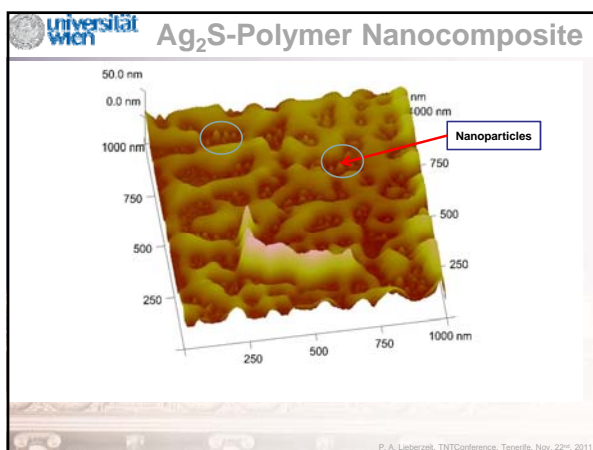 universität
wien
Ag₂S-Polymer Nanocomposite
50.0 nm
0.0 nm
nm
1000 nm
1000 nm
Nanoparticles
750
750
500
500
250
250
250
500
750
1000 nm
P. A. Lieberzeit, TNTConference, Tenerife, Nov. 22nd, 2011